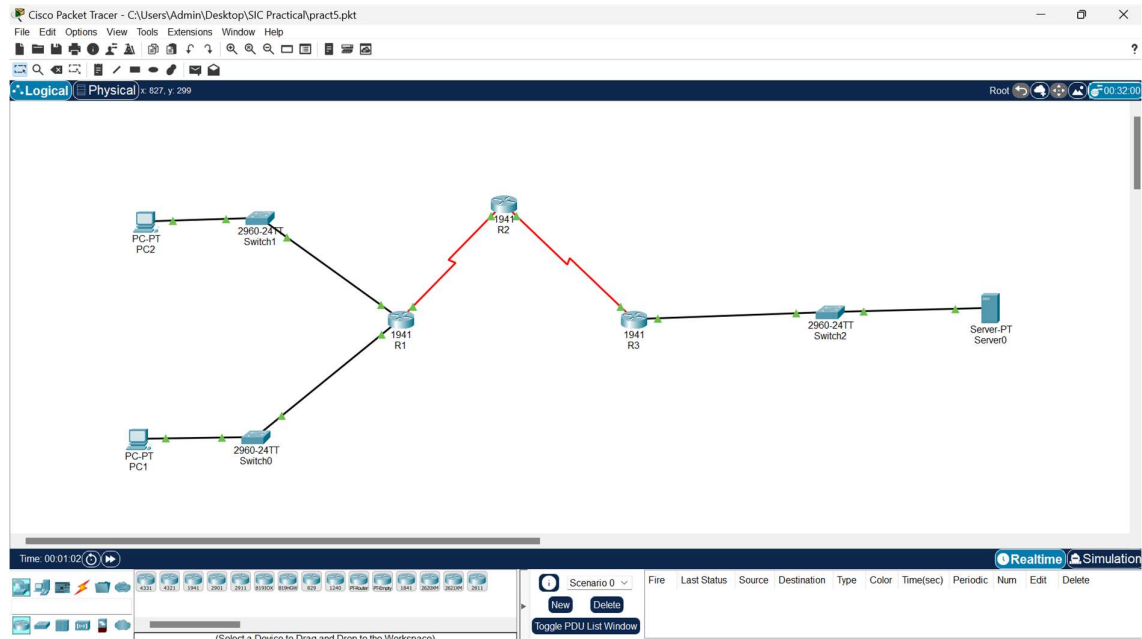 Cisco Packet Tracer - C:\Users\Admin\Desktop\SIC Practical\pract5.pkt
File Edit Options View Tools Extensions Window Help
?
Logical Physical x: 827, y: 299 Root 00:32:00
1941
R2
2960-24TT
Switch1
PC-PT
PC2
1941
R1
1941
R3
2960-24TT
Switch2
Server-PT
Server0
2960-24TT
Switch0
PC-PT
PC1
Time: 00:01:02 Realtime Simulation
4331 4321 1941 2901 2911 819IOX 819HGW 829 1240 PT-Router PT-Empty 1841 2620XM 2621XM 2811
Scenario 0 Fire Last Status Source Destination Type Color Time(sec) Periodic Num Edit Delete
New Delete
Toggle PDU List Window
(Select a Device to Drag and Drop to the Workspace)